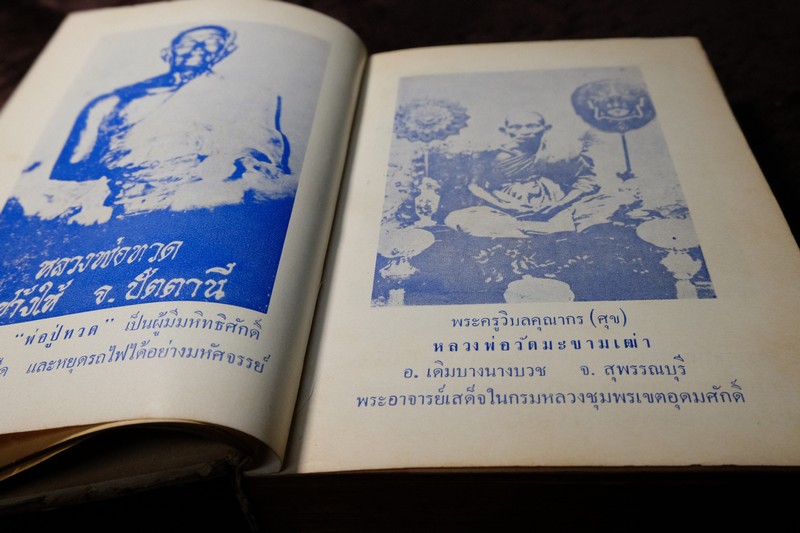 หลวงพ่อทวด
ช้างให้ จ. ปัตตานี
"พ่อปู่ทวด" เป็นผู้มีมหิทธิศักดิ์
และหยุดรถไฟได้อย่างมหัศจรรย์
พระครูวิบลคุณากร (ศุข)
หลวงพ่อวัดมะขามเฒ่า
อ. เดิมบางนางบวช จ. สุพรรณบุรี
พระอาจารย์เสด็จในกรมหลวงชุมพรเขตอุดมศักดิ์